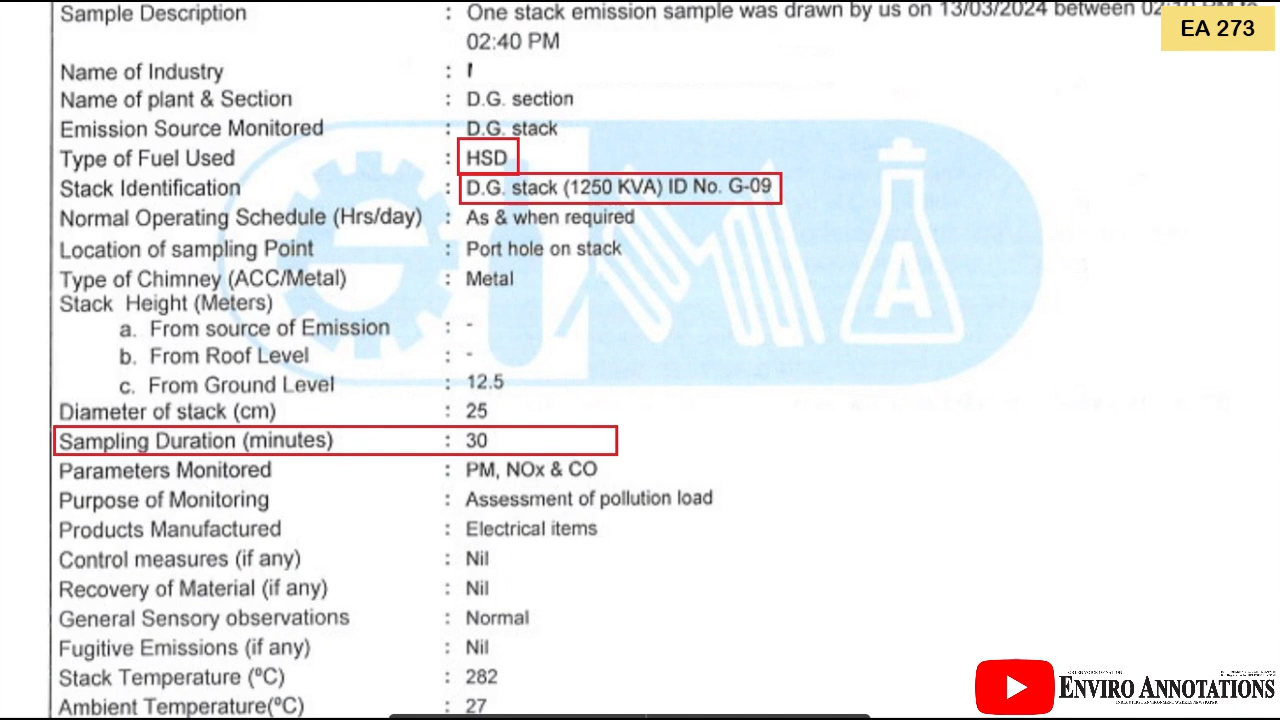 Sample Description : One stack emission sample was drawn by us on 13/03/2024 between 02:10 PM to
02:40 PM
EA 273
Name of Industry :
Name of plant & Section : D.G. section
Emission Source Monitored : D.G. stack
Type of Fuel Used : HSD
Stack Identification : D.G. stack (1250 KVA) ID No. G-09
Normal Operating Schedule (Hrs/day) : As & when required
Location of sampling Point : Port hole on stack
Type of Chimney (ACC/Metal) : Metal
Stack Height (Meters)
a. From source of Emission : -
b. From Roof Level : -
c. From Ground Level : 12.5
Diameter of stack (cm) : 25
Sampling Duration (minutes) : 30
Parameters Monitored : PM, NOx & CO
Purpose of Monitoring : Assessment of pollution load
Products Manufactured : Electrical items
Control measures (if any) : Nil
Recovery of Material (if any) : Nil
General Sensory observations : Normal
Fugitive Emissions (if any) : Nil
Stack Temperature (ºC) : 282
Ambient Temperature(ºC) : 27
A
ENVIRO ANNOTATIONS